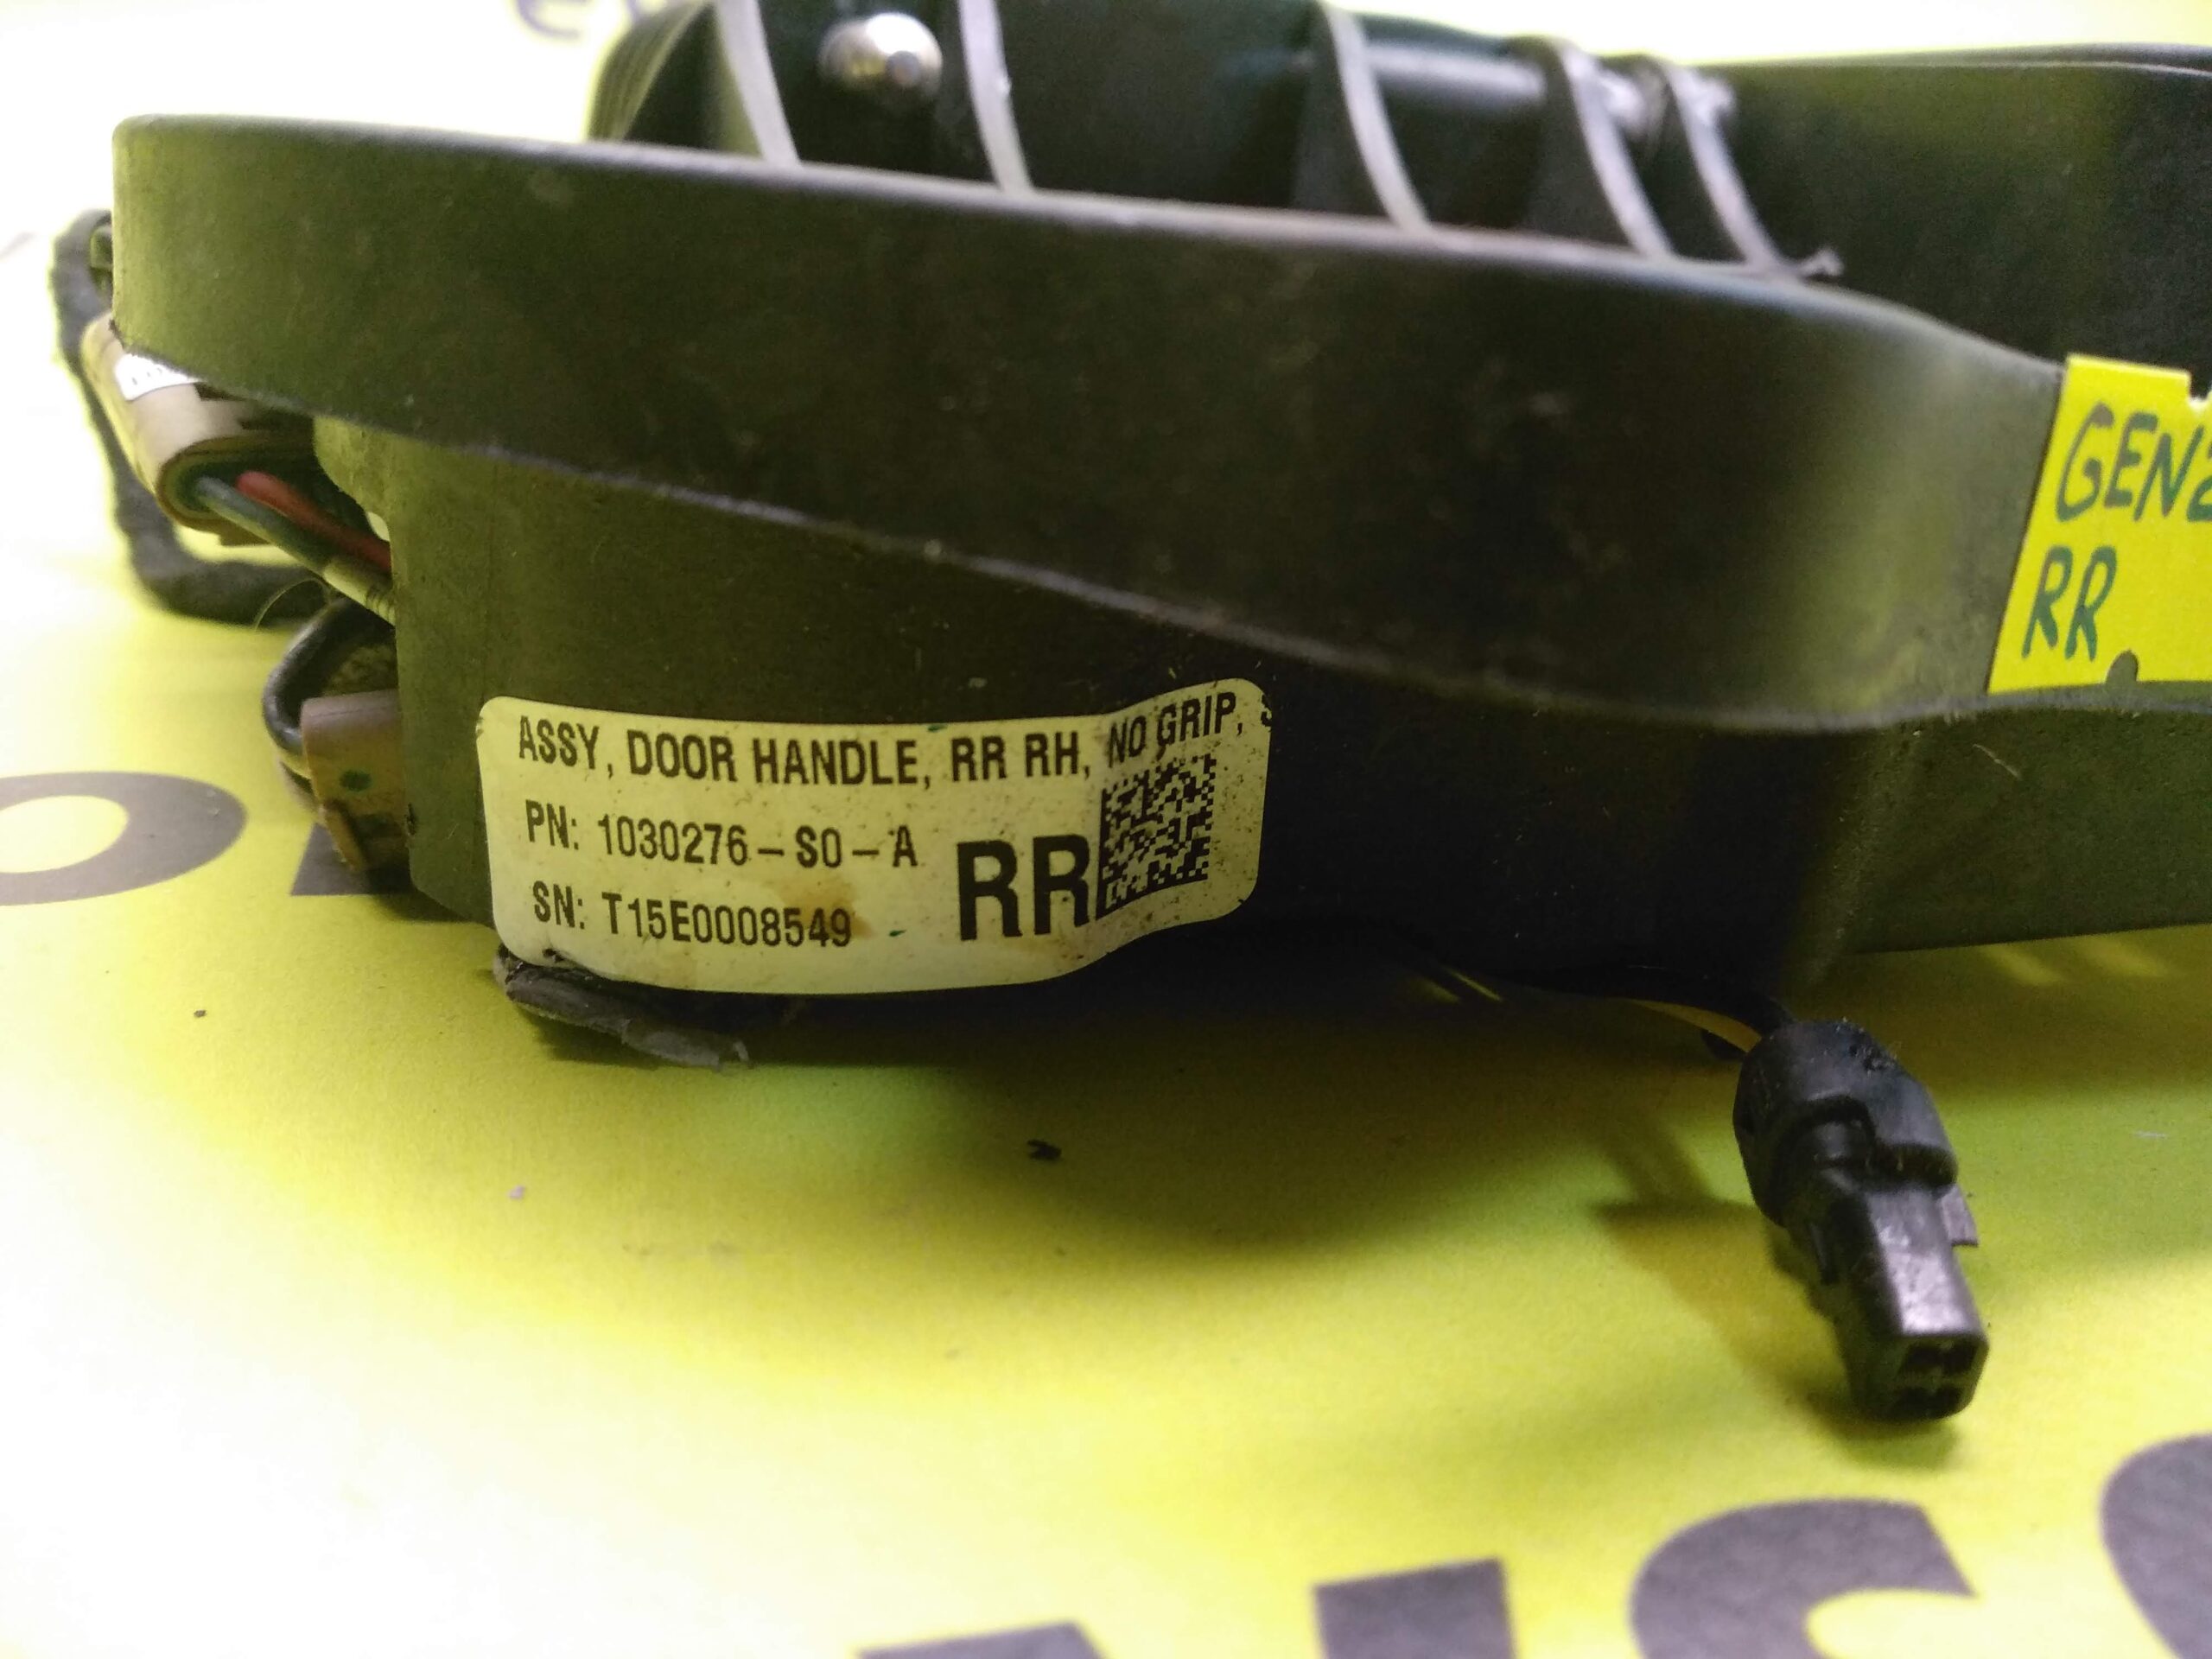 GEN2
RR
ASSY, DOOR HANDLE, RR RH, NO GRIP,
PN: 1030276-S0-A
SN: T15E0008549
RR